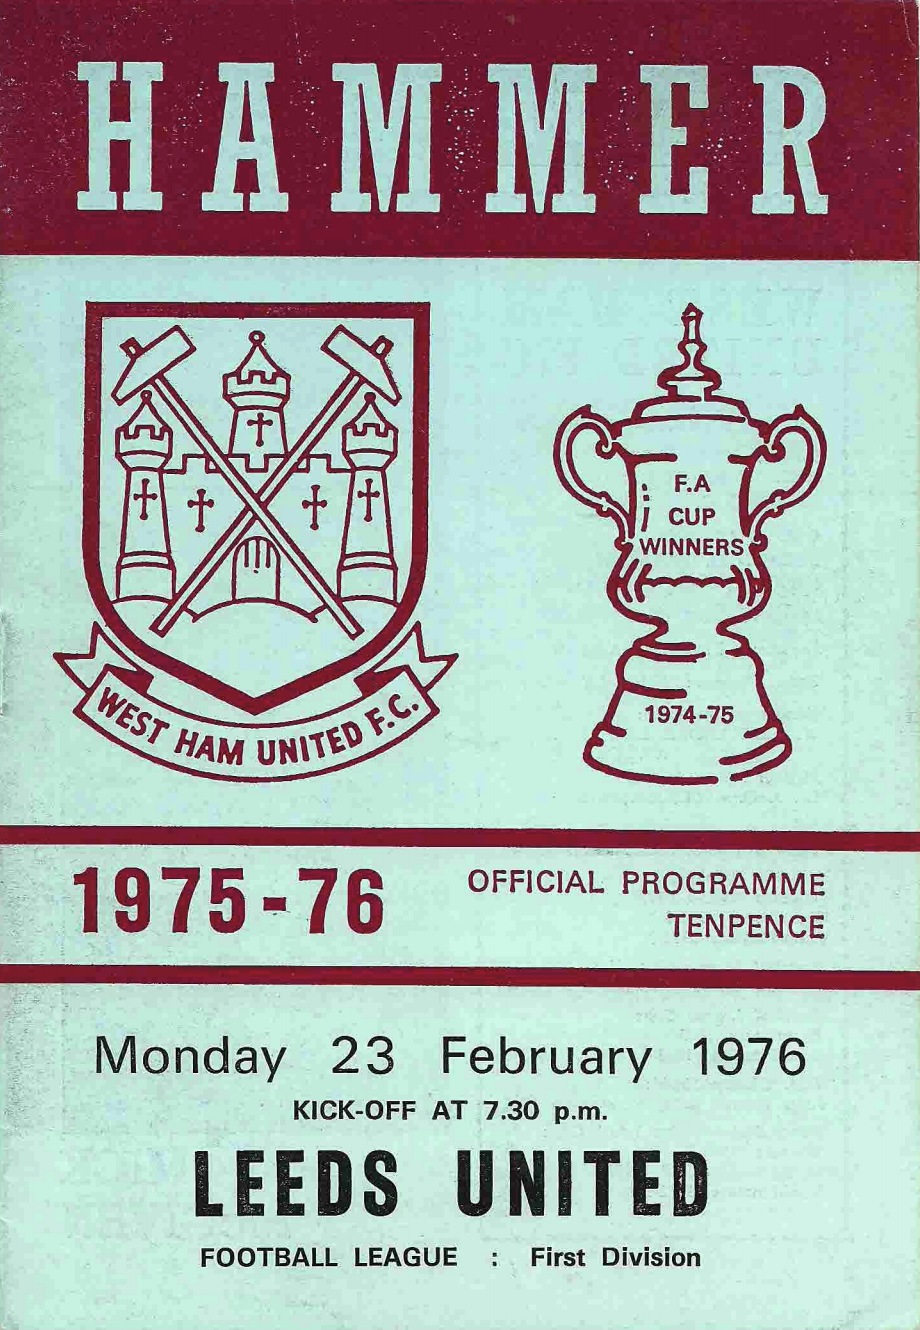 HAMMER
F.A
CUP
WINNERS
1974-75
WEST HAM UNITED F.C.
1975-76
OFFICIAL PROGRAMME
TENPENCE
Monday 23 February 1976
KICK-OFF AT 7.30 p.m.
LEEDS UNITED
FOOTBALL LEAGUE : First Division